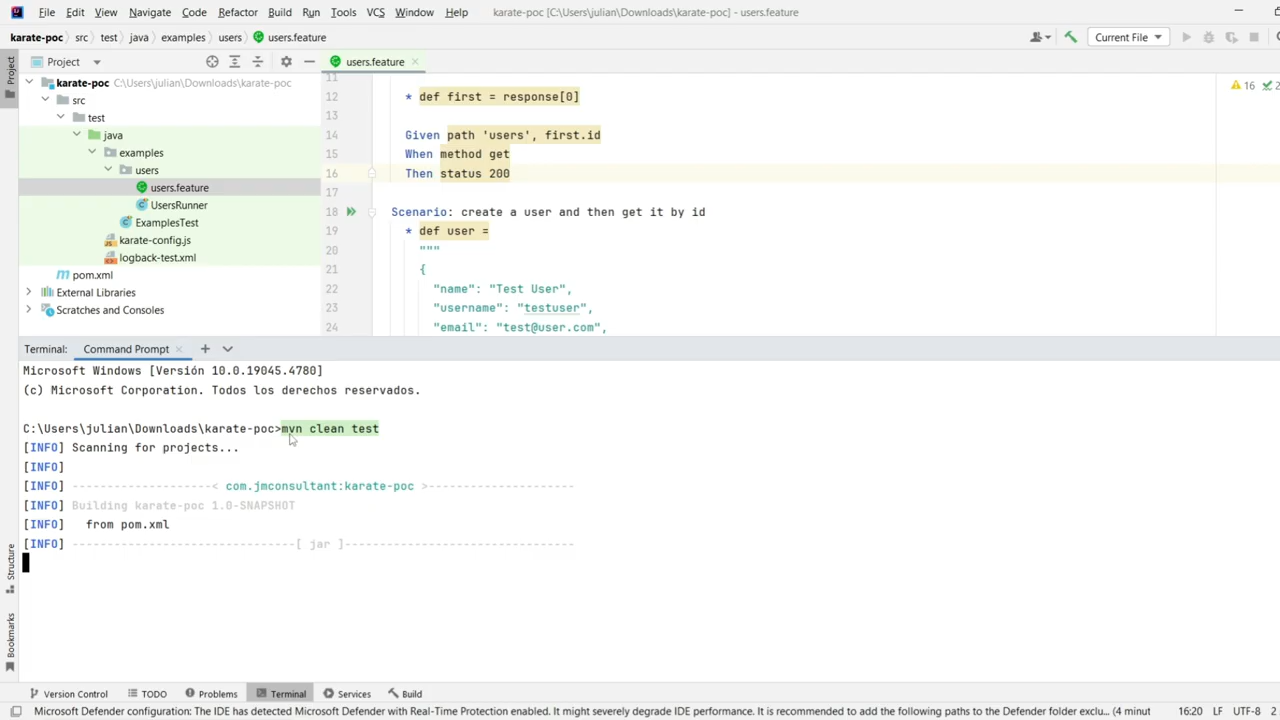 File Edit View Navigate Code Refactor Build Run Tools VCS Window Help karate-poc [C:\Users\julian\Downloads\karate-poc] - users.feature
karate-poc src test java examples users users.feature Current File
Project users.feature
Project
karate-poc C:\Users\julian\Downloads\karate-poc
src
test
java
examples
users
users.feature
UsersRunner
ExamplesTest
karate-config.js
logback-test.xml
pom.xml
External Libraries
Scratches and Consoles
11
12 * def first = response[0]
13
14 Given path 'users', first.id
15 When method get
16 Then status 200
17
18 Scenario: create a user and then get it by id
19 * def user =
20 """
21 {
22 "name": "Test User",
23 "username": "testuser",
24 "email": "test@user.com",
16 2
Terminal: Command Prompt
Microsoft Windows [Versión 10.0.19045.4780]
(c) Microsoft Corporation. Todos los derechos reservados.
C:\Users\julian\Downloads\karate-poc>mvn clean test
[INFO] Scanning for projects...
[INFO]
[INFO] -------------------< com.jmconsultant:karate-poc >---------------------
[INFO] Building karate-poc 1.0-SNAPSHOT
[INFO] from pom.xml
[INFO] --------------------------------[ jar ]---------------------------------
Structure
Bookmarks
Version Control TODO Problems Terminal Services Build
Microsoft Defender configuration: The IDE has detected Microsoft Defender with Real-Time Protection enabled. It might severely degrade IDE performance. It is recommended to add the following paths to the Defender folder exclu... (4 minut 16:20 LF UTF-8 2